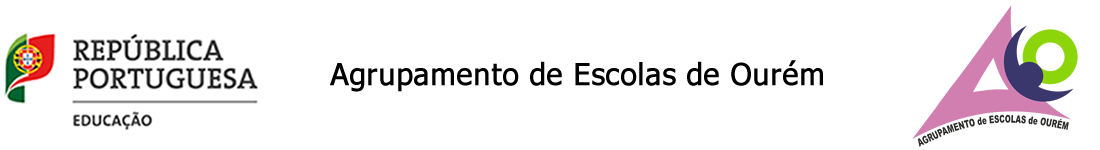 REPÚBLICA
PORTUGUESA
EDUCAÇÃO
Agrupamento de Escolas de Ourém
AGRUPAMENTO de ESCOLAS de OURÉM